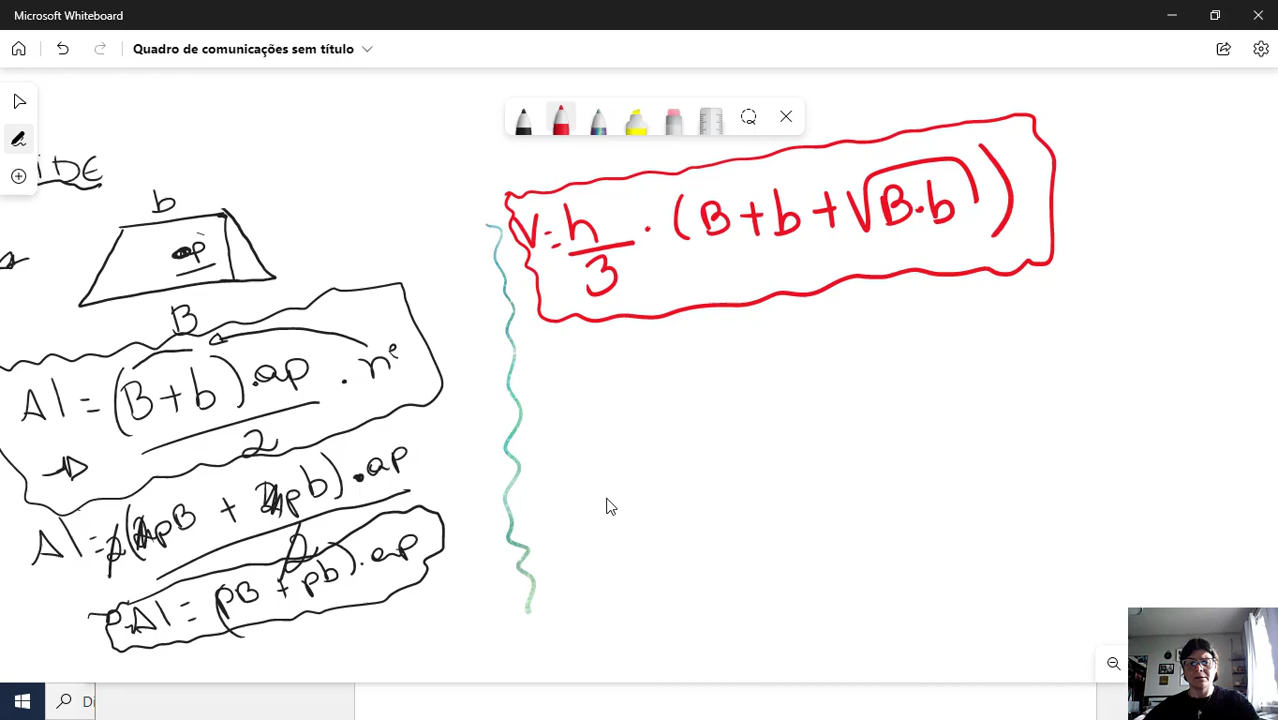 Microsoft Whiteboard
Quadro de comunicações sem título
IDE
b
ap
B
Al = (B+b).ap . nº
2
Al = 2(pB + pb).ap
2
Al = (pB + pb).ap
V = h/3 . (B+b+√B.b)